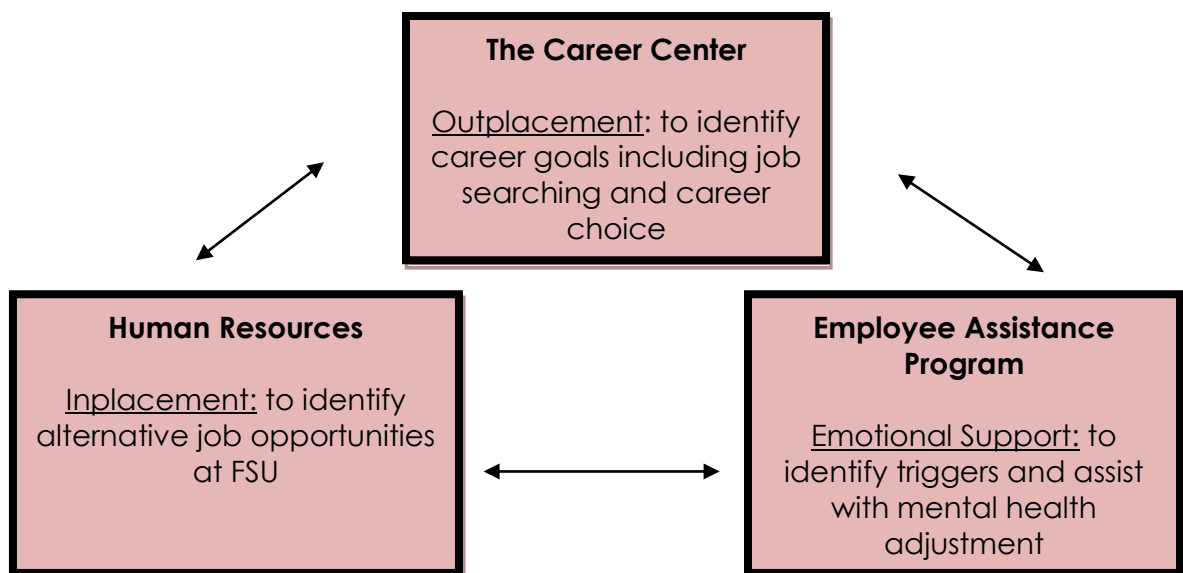 The Career Center
Outplacement: to identify
career goals including job
searching and career
choice
Human Resources
Inplacement: to identify
alternative job opportunities
at FSU
Employee Assistance
Program
Emotional Support: to
identify triggers and assist
with mental health
adjustment